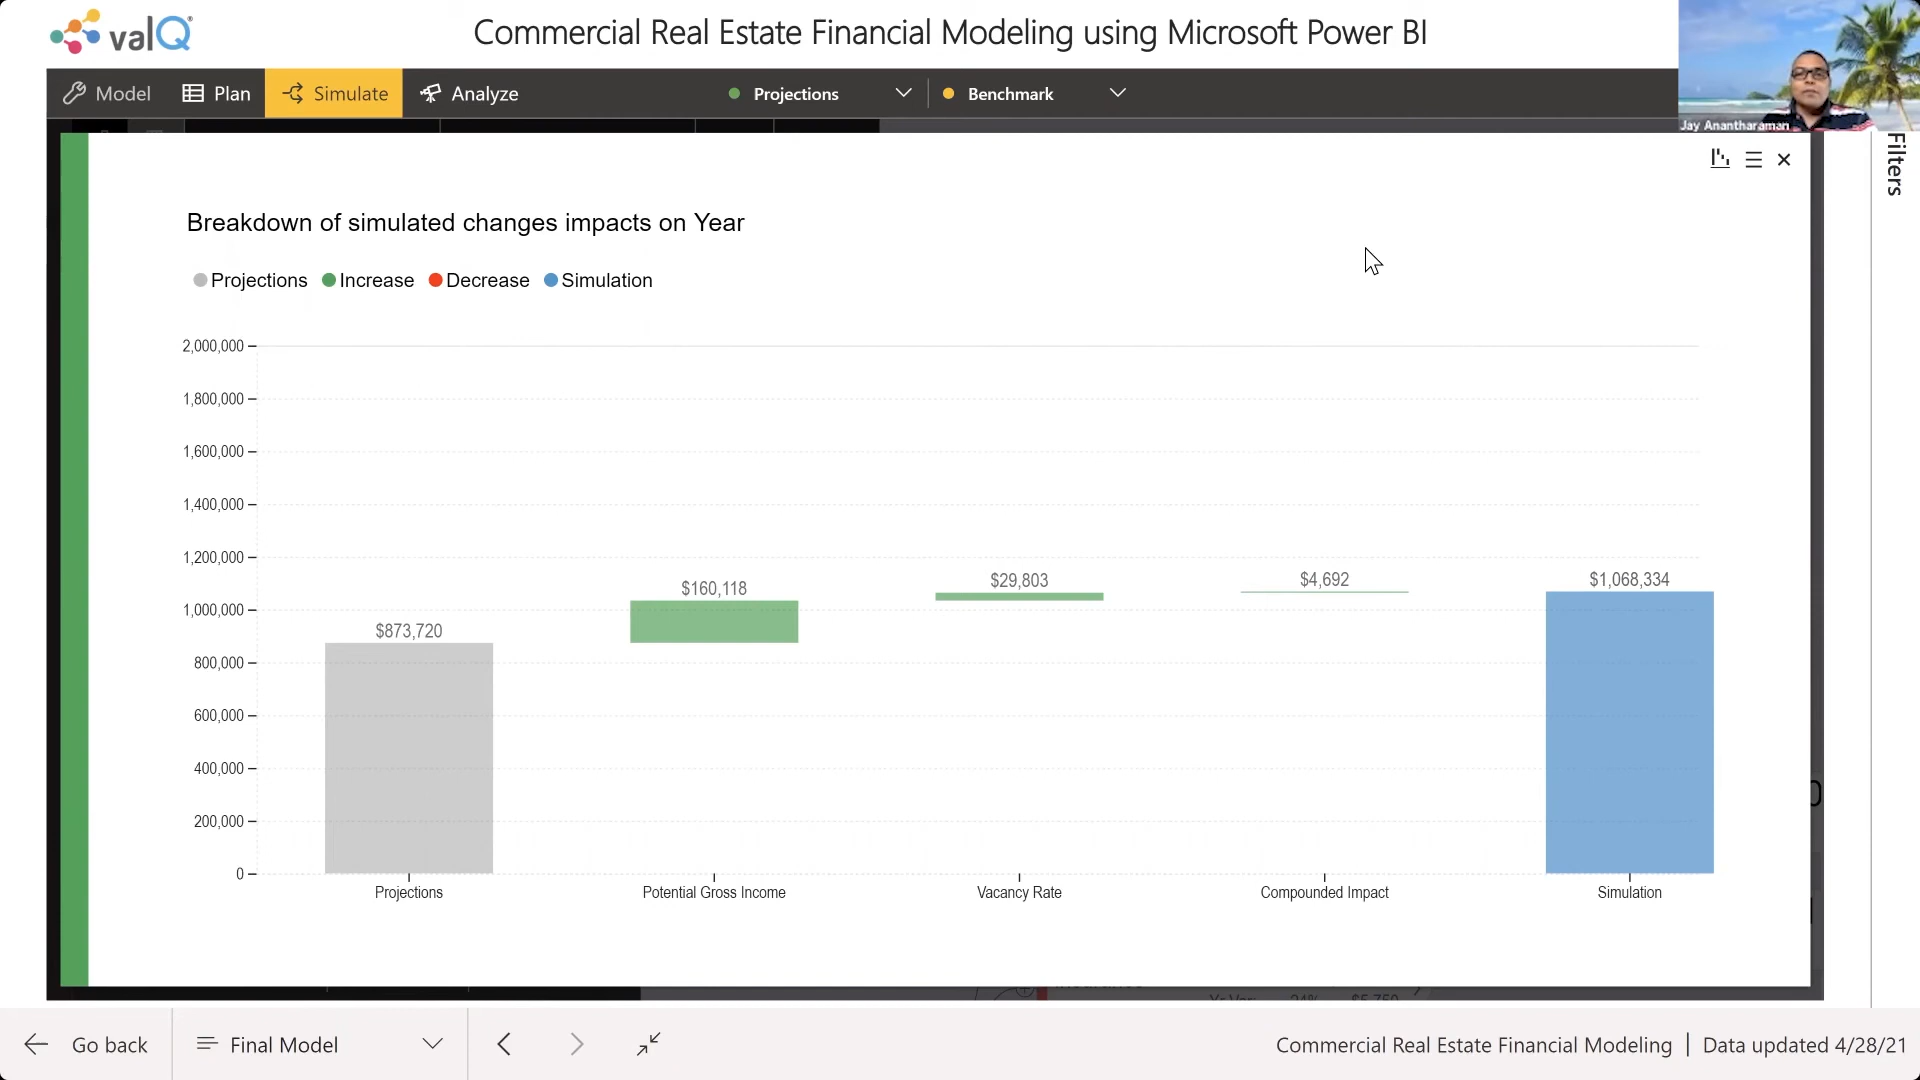 valQ
Commercial Real Estate Financial Modeling using Microsoft Power BI
Model
Plan
Simulate
Analyze
Projections
Benchmark
Jay Anantharaman
Filters
Breakdown of simulated changes impacts on Year
Projections
Increase
Decrease
Simulation
2,000,000
1,800,000
1,600,000
1,400,000
1,200,000
1,000,000
800,000
600,000
400,000
200,000
0
$873,720
$160,118
$29,803
$4,692
$1,068,334
Projections
Potential Gross Income
Vacancy Rate
Compounded Impact
Simulation
Go back
Final Model
Commercial Real Estate Financial Modeling | Data updated 4/28/21